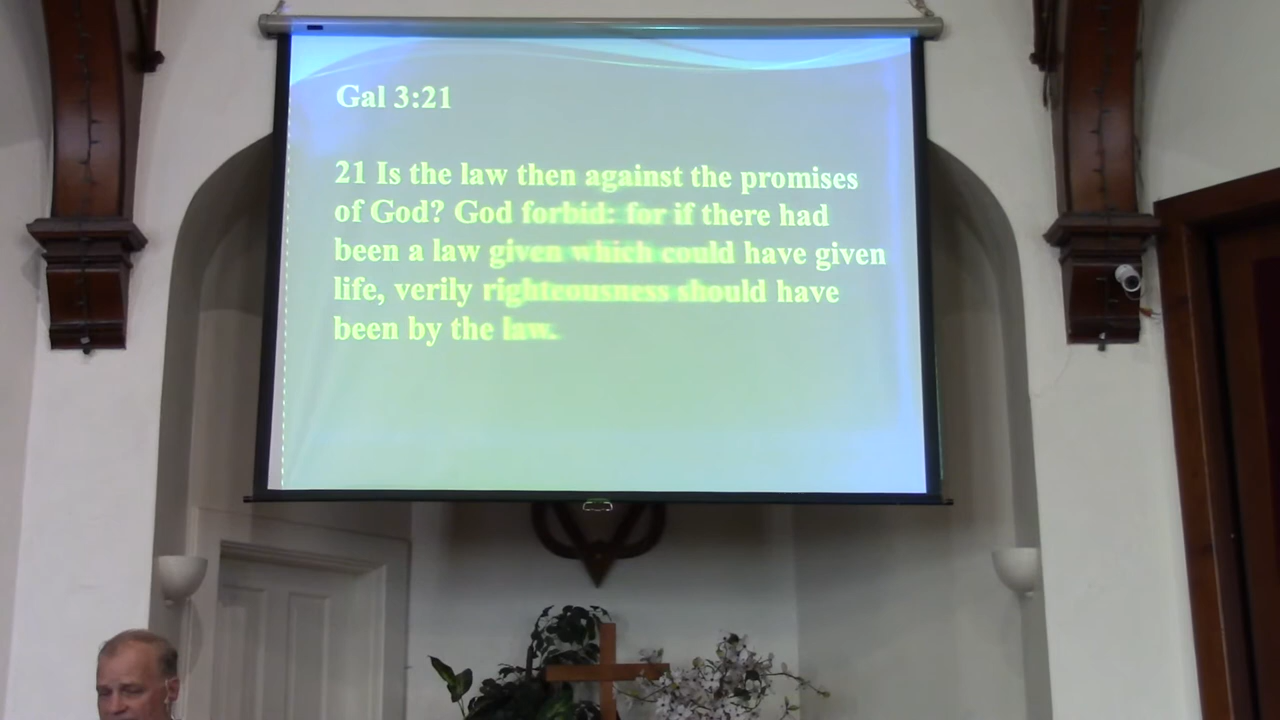 Gal 3:21
21 Is the law then against the promises
of God? God forbid: for if there had
been a law given which could have given
life, verily righteousness should have
been by the law.